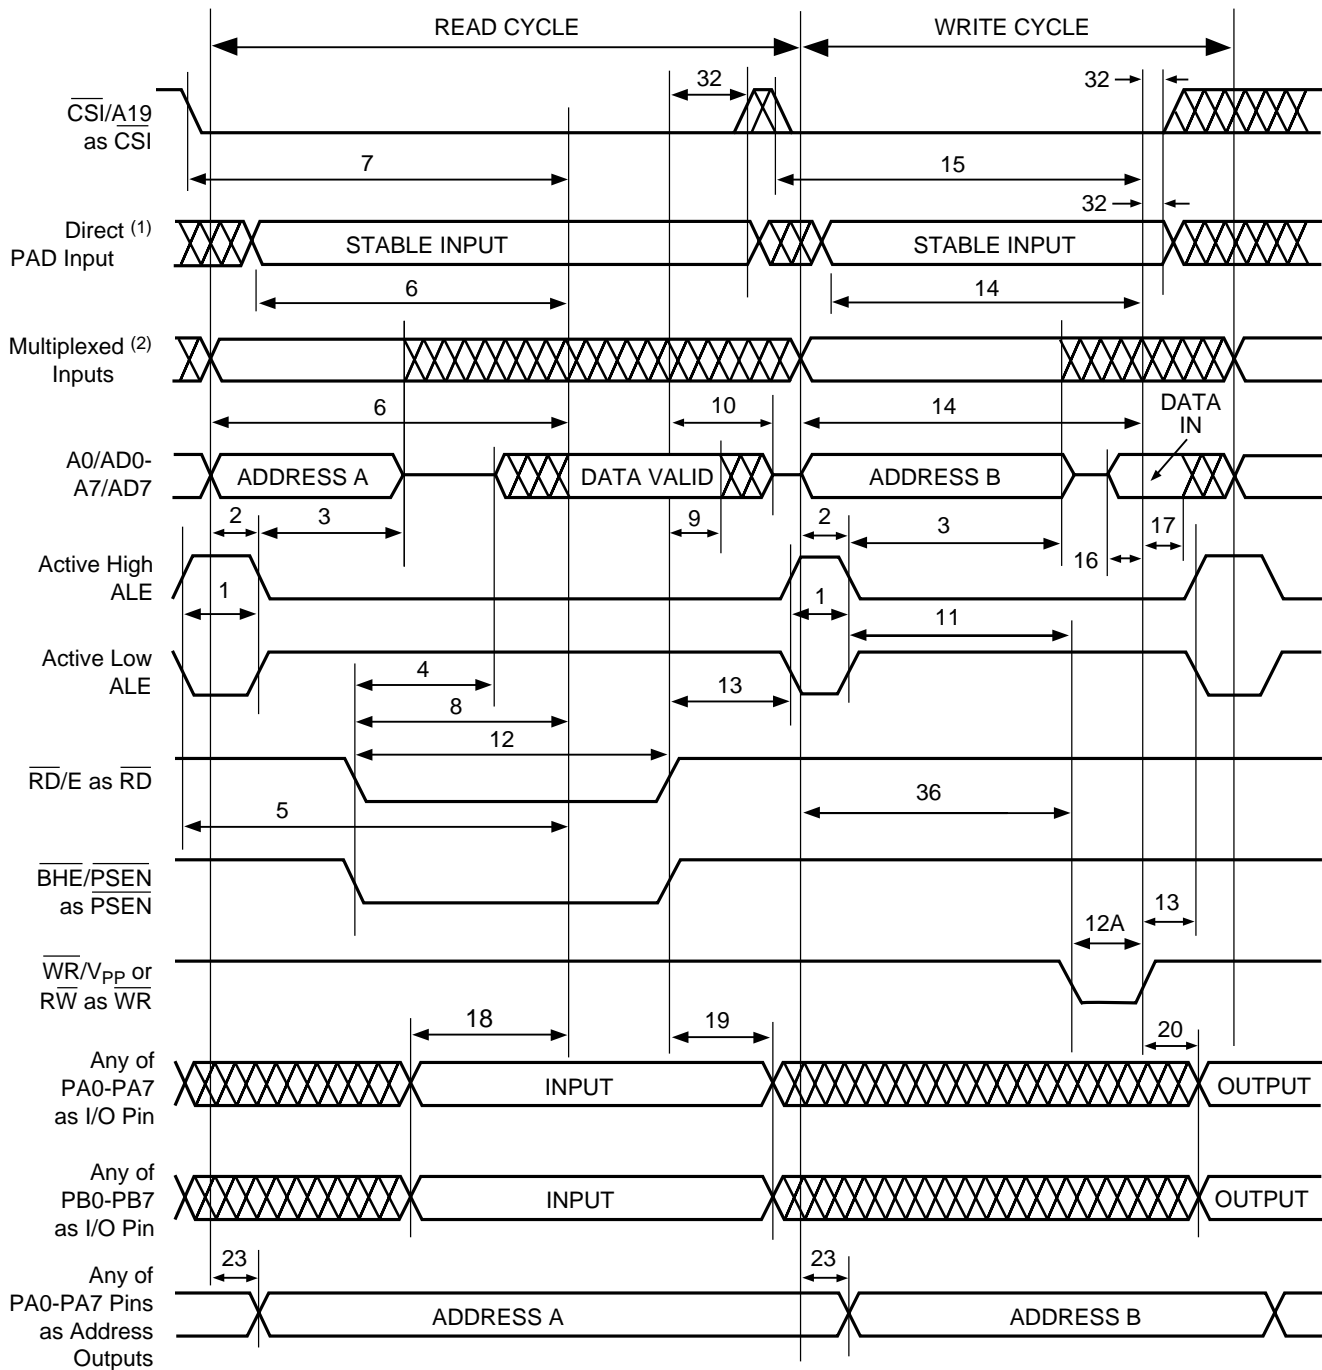 READ CYCLE
WRITE CYCLE
32
32
CSI/A19
as CSI
7
15
32
Direct (1)
PAD Input
STABLE INPUT
STABLE INPUT
6
14
Multiplexed (2)
Inputs
6
10
14
DATA
IN
A0/AD0-
A7/AD7
ADDRESS A
DATA VALID
ADDRESS B
2
3
9
2
3
16
17
Active High
ALE
1
1
11
Active Low
ALE
4
13
8
12
RD/E as RD
36
5
BHE/PSEN
as PSEN
13
12A
WR/VPP or
RW as WR
18
19
20
Any of
PA0-PA7
as I/O Pin
INPUT
OUTPUT
Any of
PB0-PB7
as I/O Pin
INPUT
OUTPUT
23
23
Any of
PA0-PA7 Pins
as Address
Outputs
ADDRESS A
ADDRESS B